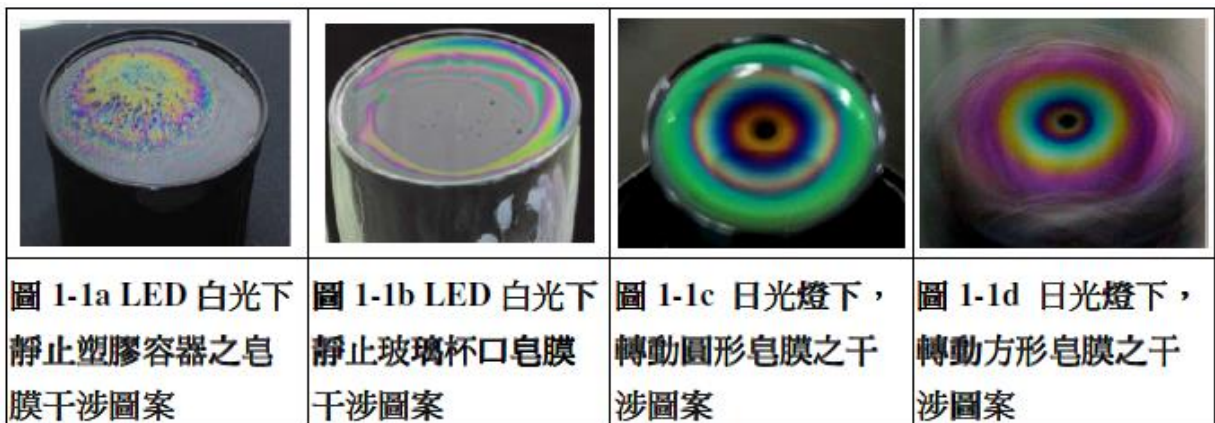 圖 1-1a LED 白光下
靜止塑膠容器之皂
膜干涉圖案
圖 1-1b LED 白光下
靜止玻璃杯口皂膜
干涉圖案
圖 1-1c 日光燈下，
轉動圓形皂膜之干
涉圖案
圖 1-1d 日光燈下，
轉動方形皂膜之干
涉圖案